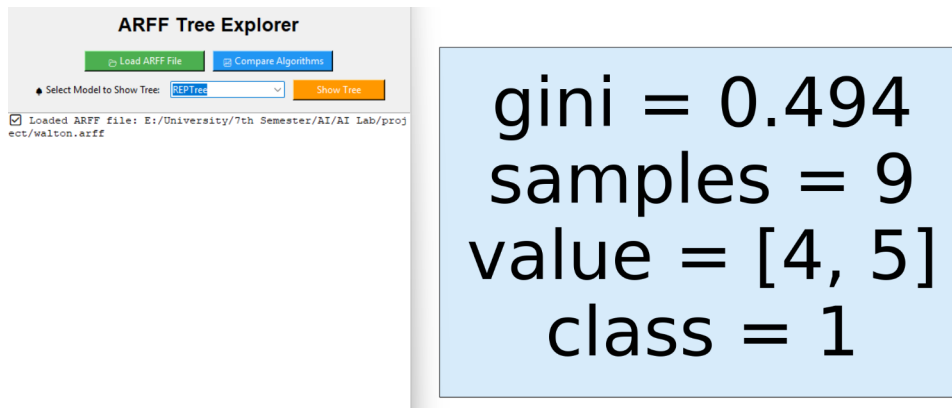 ARFF Tree Explorer
Load ARFF File
Compare Algorithms
Select Model to Show Tree:
REPTree
Show Tree
Loaded ARFF file: E:/University/7th Semester/AI/AI Lab/proj
ect/walton.arff
gini = 0.494
samples = 9
value = [4, 5]
class = 1